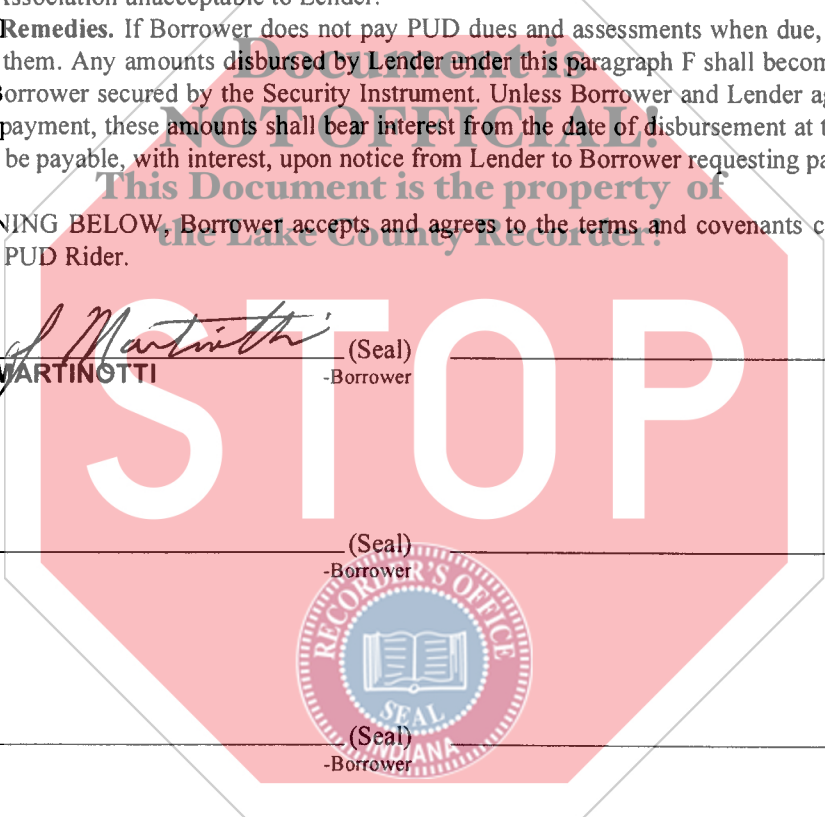 Association unacceptable to Lender.
Remedies. If Borrower does not pay PUD dues and assessments when due,
Document is
them. Any amounts disbursed by Lender under this paragraph F shall becom
Borrower secured by the Security Instrument. Unless Borrower and Lender ag
NOT OFFICIAL!
payment, these amounts shall bear interest from the date of disbursement at t
be payable, with interest, upon notice from Lender to Borrower requesting pa
This Document is the property of
NING BELOW, Borrower accepts and agrees to the terms and covenants c
the Lake County Recorder!
PUD Rider.
STOP
Martinotti (Seal)
MARTINOTTI -Borrower
(Seal)
-Borrower
RECORDER'S OFFICE
SEAL
INDIANA
(Seal)
-Borrower